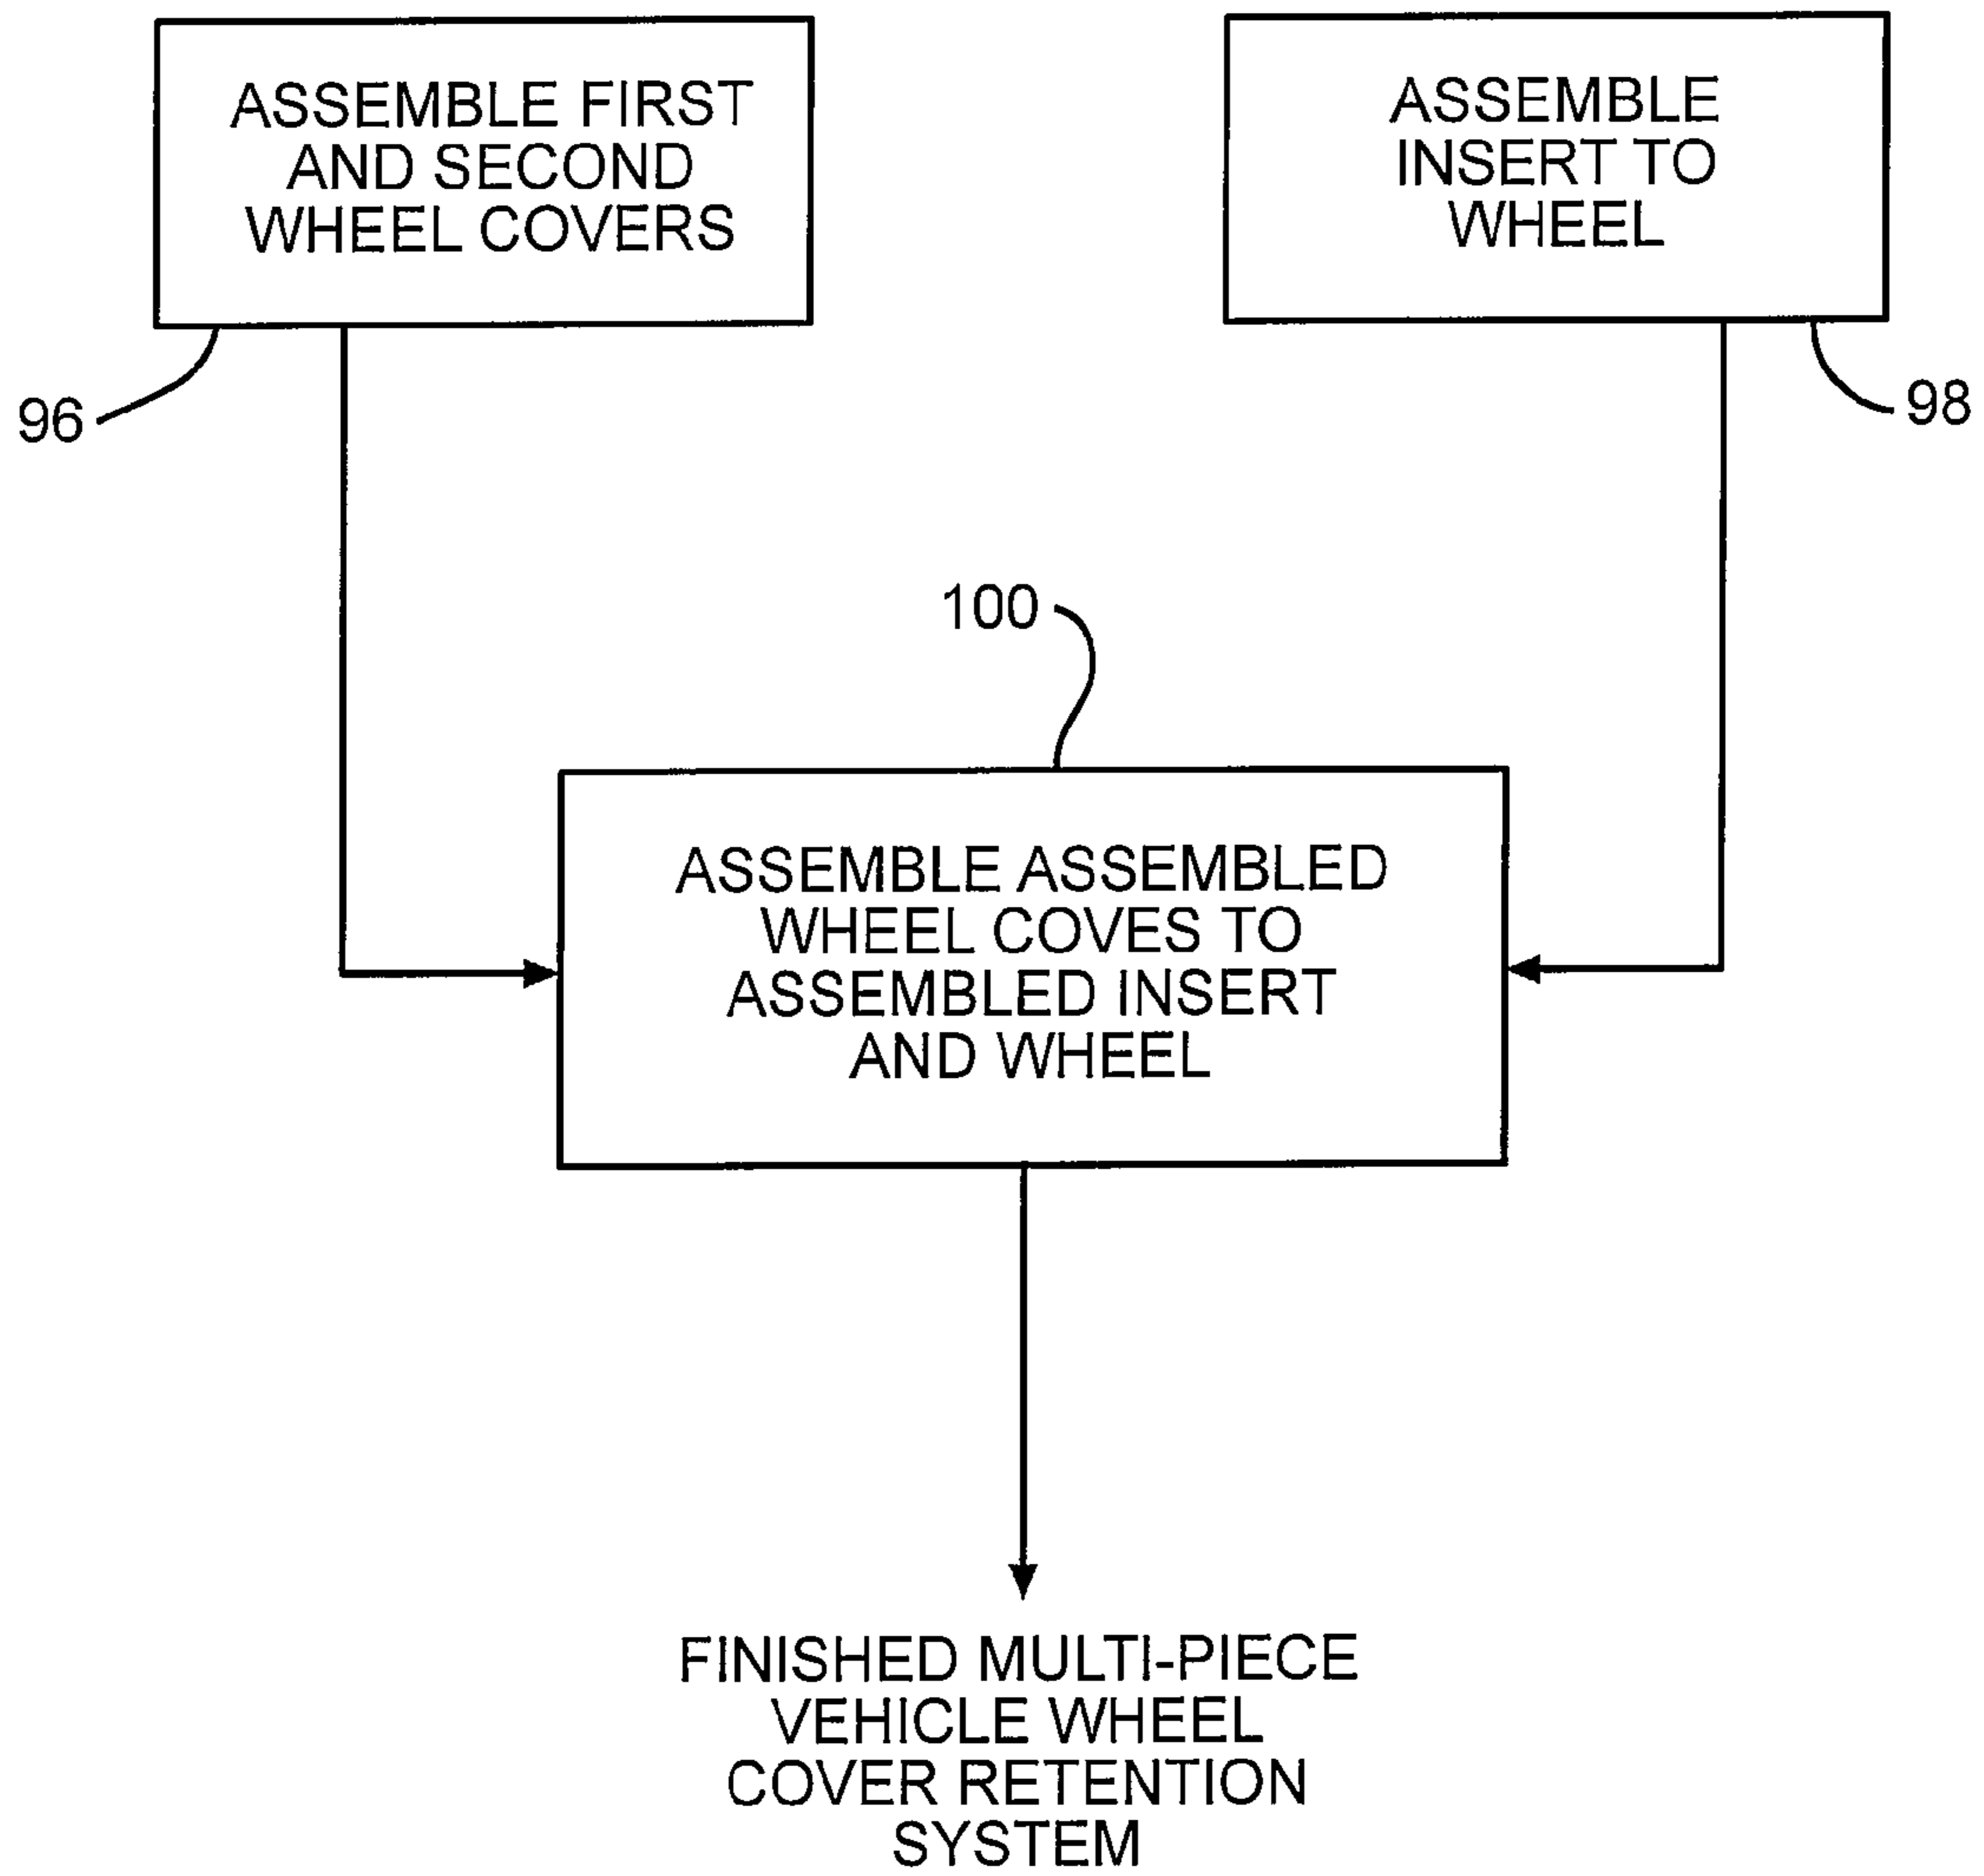 ASSEMBLE FIRST
AND SECOND
WHEEL COVERS
ASSEMBLE
INSERT TO
WHEEL
96
98
100
ASSEMBLE ASSEMBLED
WHEEL COVES TO
ASSEMBLED INSERT
AND WHEEL
FINISHED MULTI-PIECE
VEHICLE WHEEL
COVER RETENTION
SYSTEM